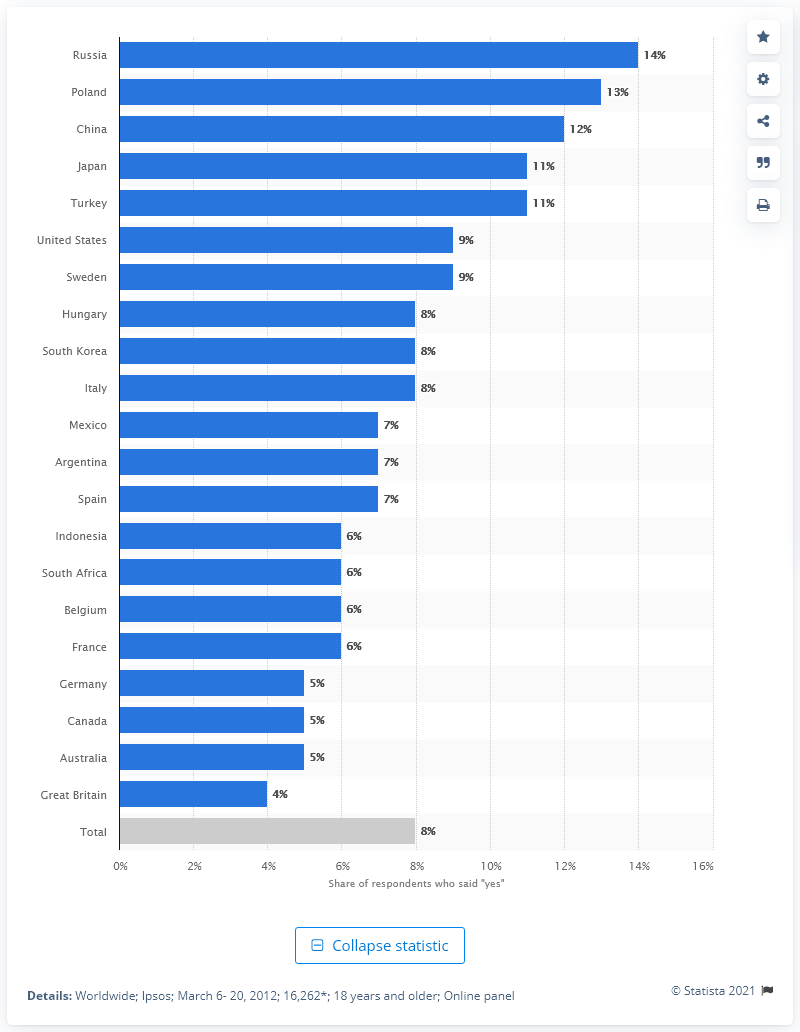 Russia 14%
Poland 13%
China 12%
Japan 11%
Turkey 11%
United States 9%
Sweden 9%
Hungary 8%
South Korea 8%
Italy 8%
Mexico 7%
Argentina 7%
Spain 7%
Indonesia 6%
South Africa 6%
Belgium 6%
France 6%
Germany 5%
Canada 5%
Australia 5%
Great Britain 4%
Total 8%
0% 2% 4% 6% 8% 10% 12% 14% 16%
Share of respondents who said "yes"
Collapse statistic
© Statista 2021
Details: Worldwide; Ipsos; March 6- 20, 2012; 16,262*; 18 years and older; Online panel